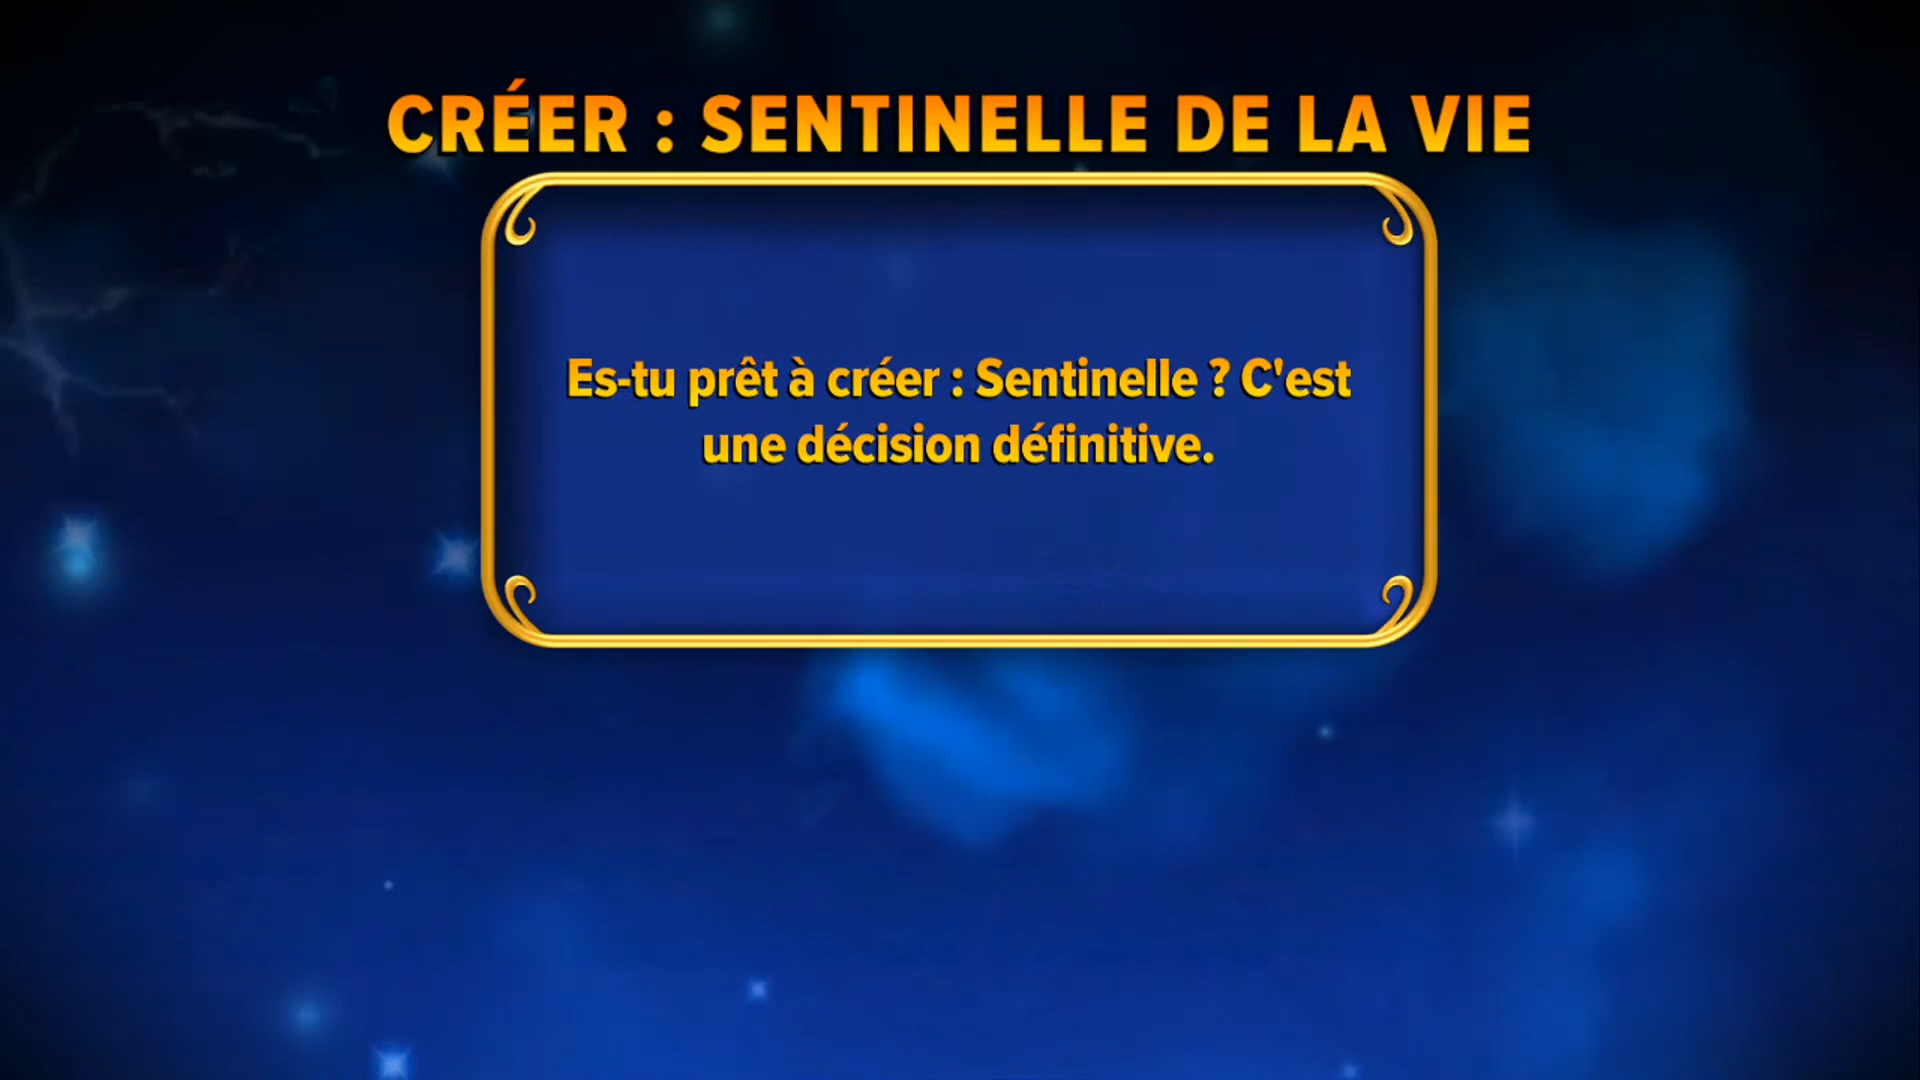 CRÉER : SENTINELLE DE LA VIE
Es-tu prêt à créer : Sentinelle ? C'est
une décision définitive.